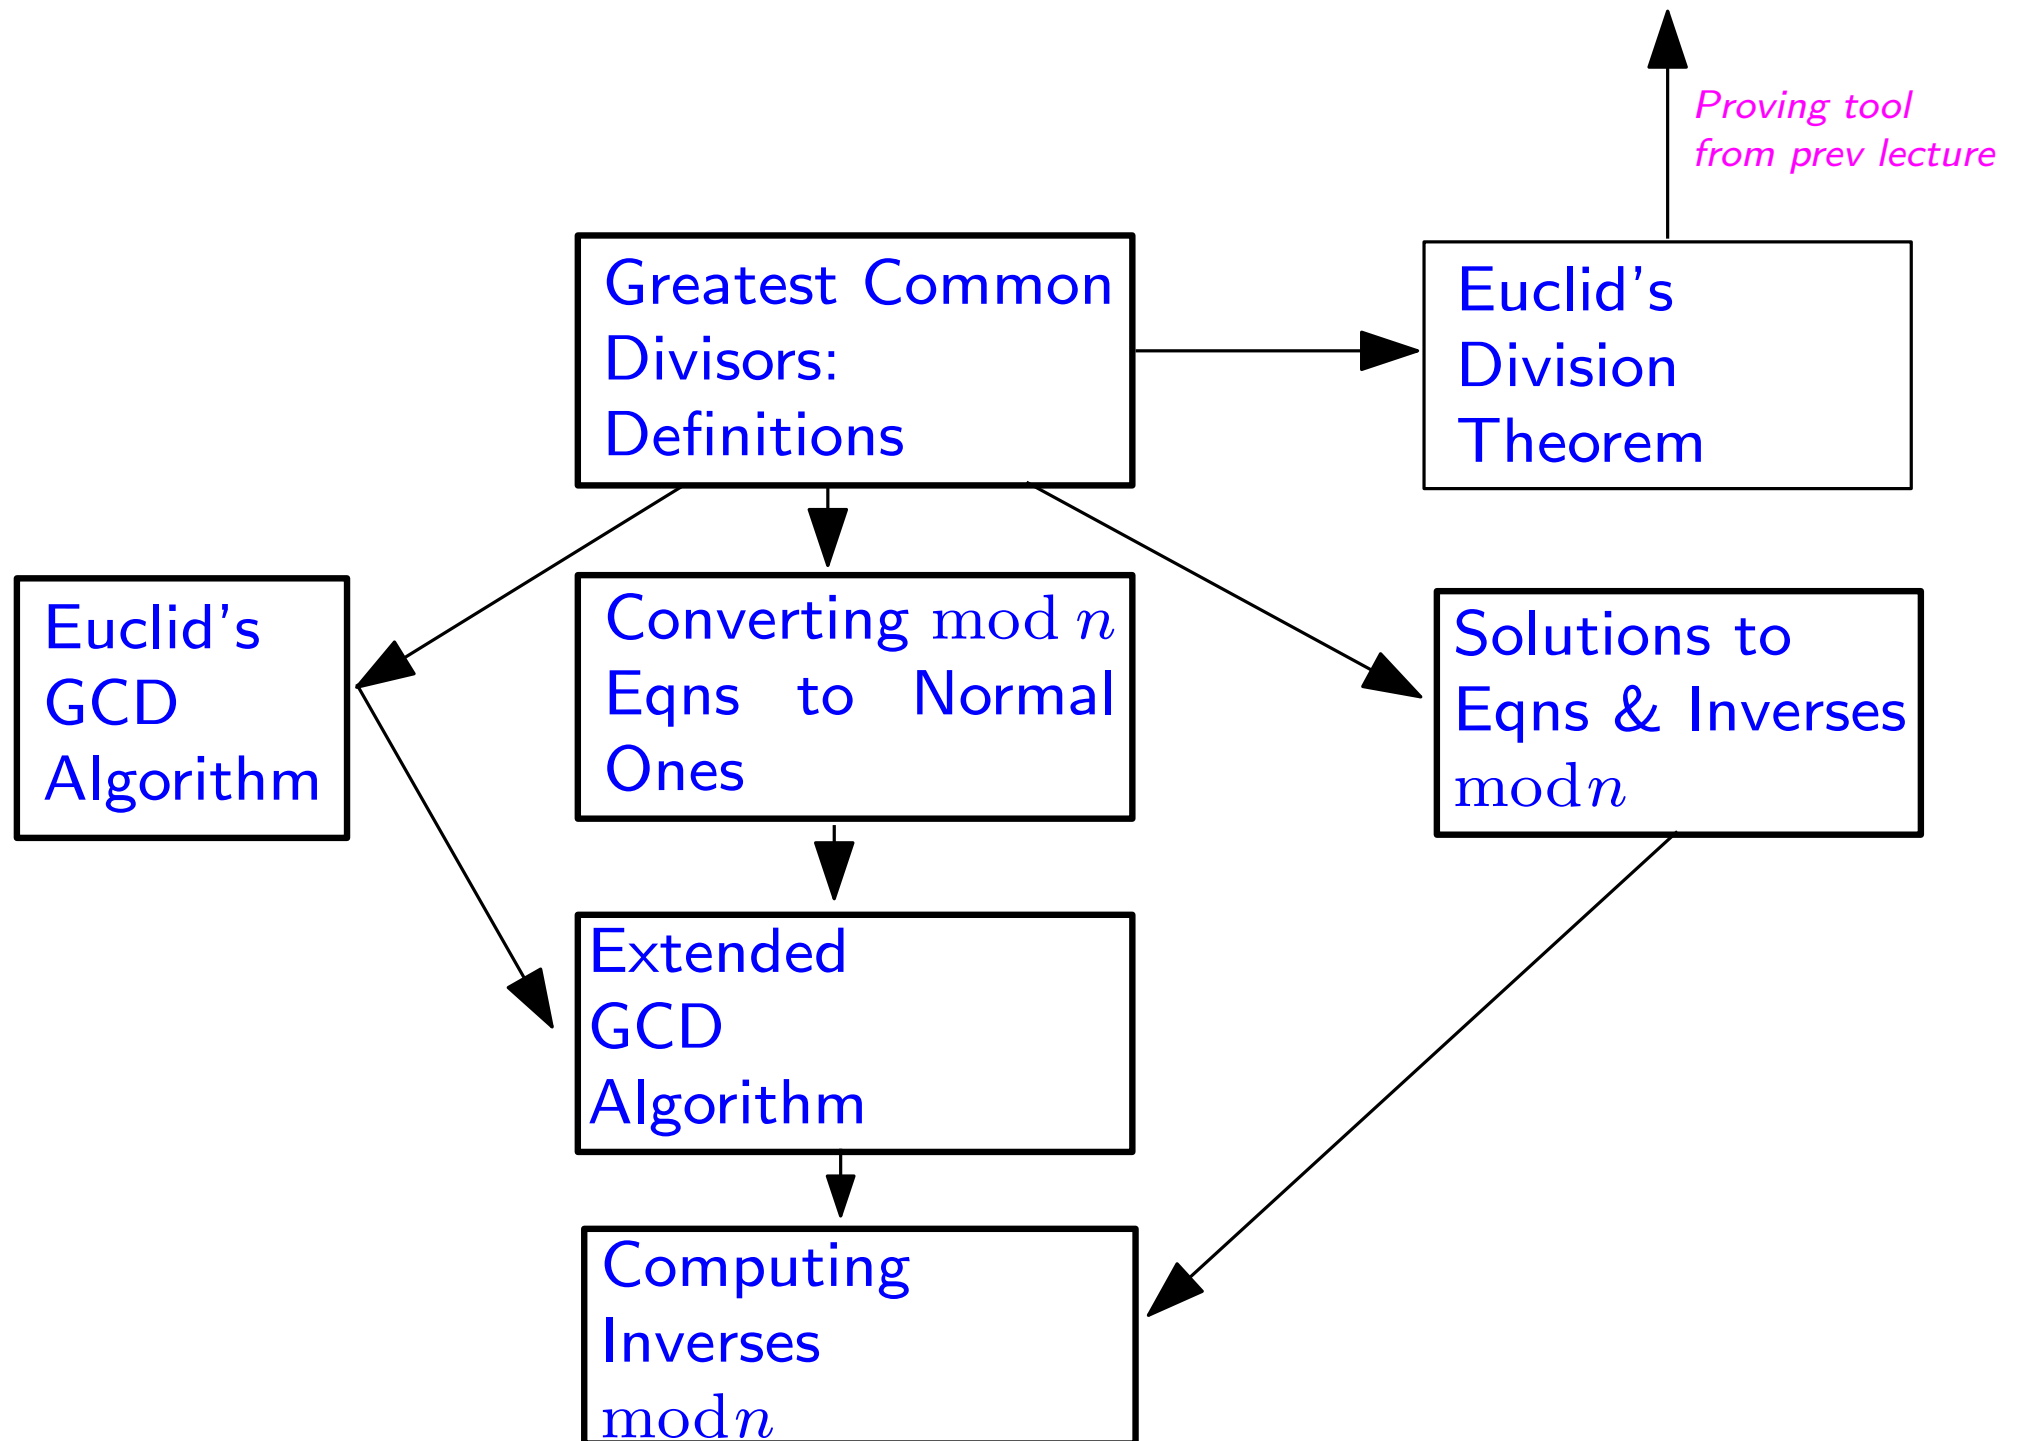 Proving tool
from prev lecture
Greatest Common
Divisors:
Definitions
Euclid's
Division
Theorem
Euclid's
GCD
Algorithm
Converting mod n
Eqns to Normal
Ones
Solutions to
Eqns & Inverses
mod n
Extended
GCD
Algorithm
Computing
Inverses
mod n